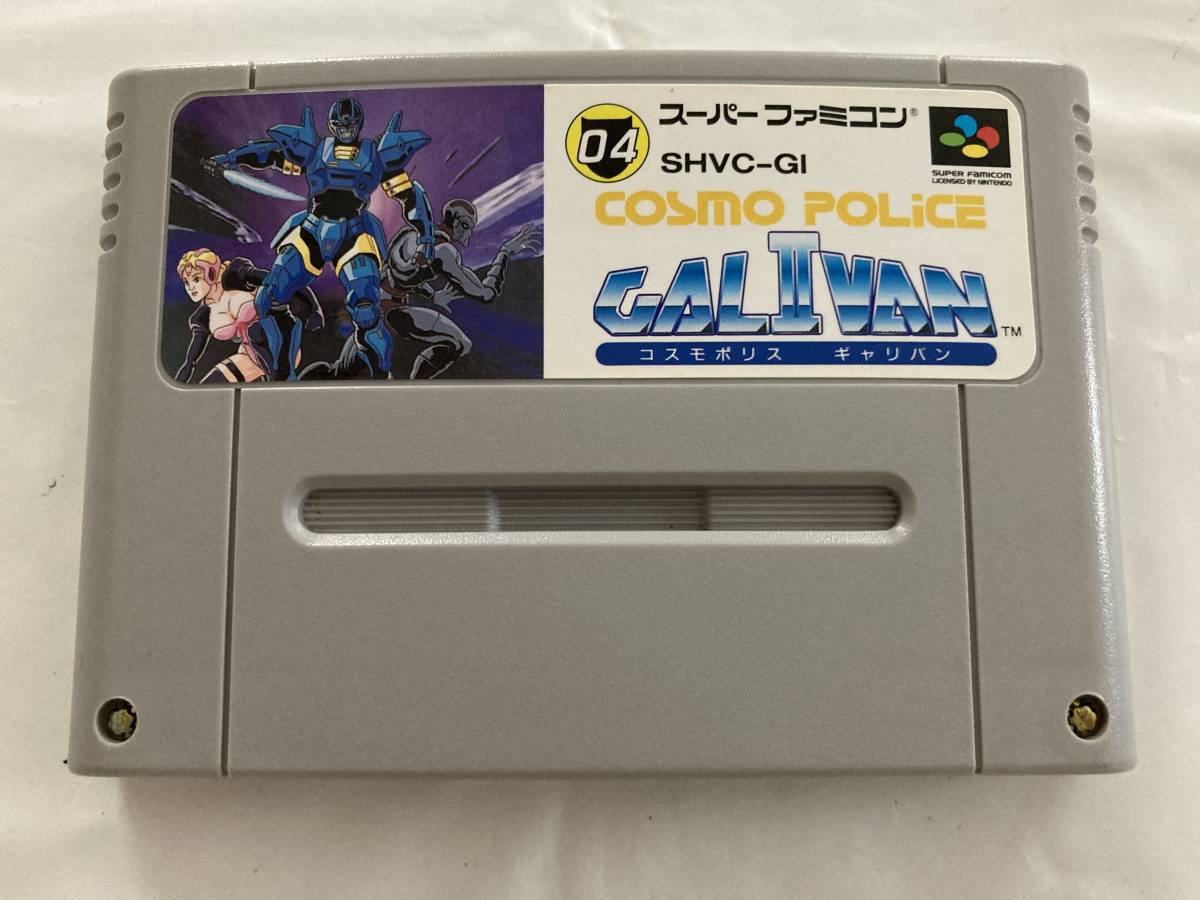 04
スーパーファミコン®
SHVC-GI
SUPER FAMICOM
LICENSED BY NINTENDO
COSMO POLICE
GALIVAN II TM
コスモポリス ギャリバン